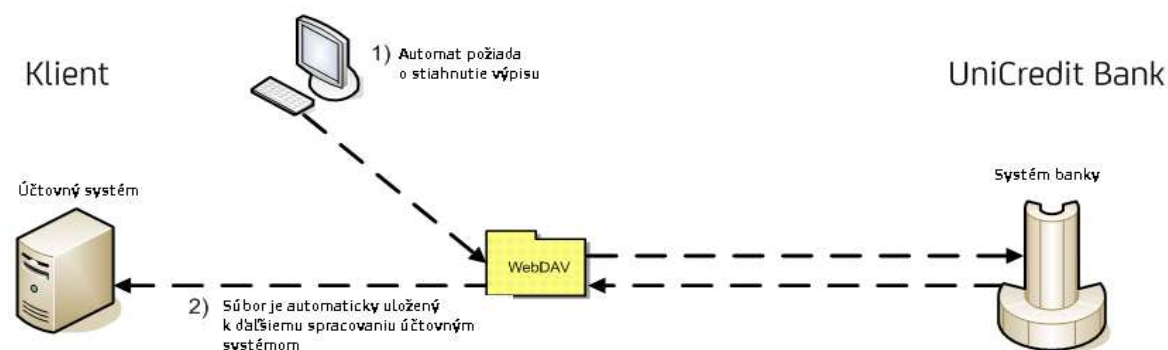 Klient
1) Automat požiada
o stiahnutie výpisu
UniCredit Bank
Účtovný systém
Systém banky
WebDAV
2) Súbor je automaticky uložený
k ďaľšiemu spracovaniu účtovným
systémom